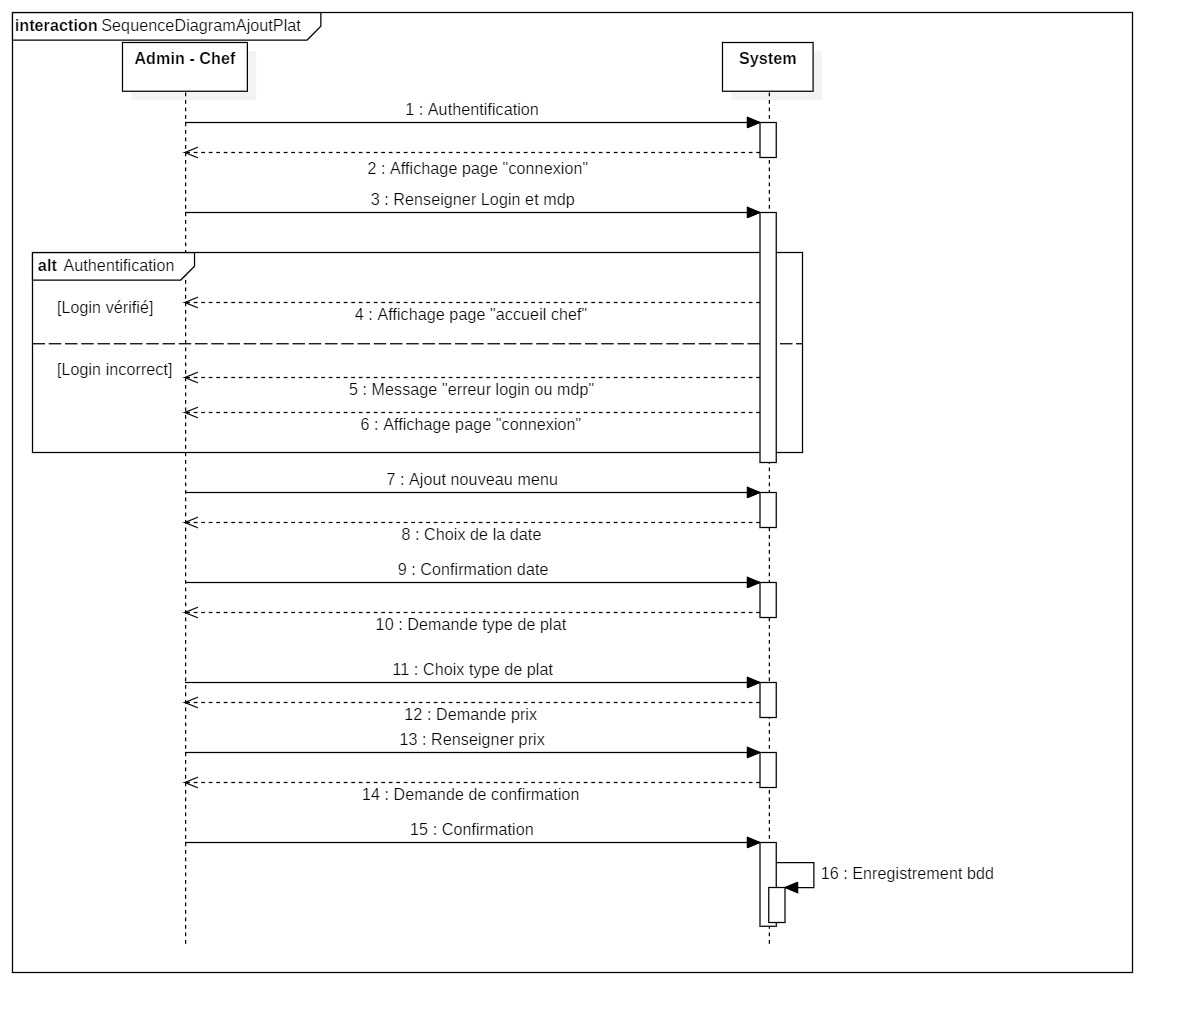 interaction SequenceDiagramAjoutPlat
Admin - Chef
System
1 : Authentification
2 : Affichage page "connexion"
3 : Renseigner Login et mdp
alt Authentification
[Login vérifié]
4 : Affichage page "accueil chef"
[Login incorrect]
5 : Message "erreur login ou mdp"
6 : Affichage page "connexion"
7 : Ajout nouveau menu
8 : Choix de la date
9 : Confirmation date
10 : Demande type de plat
11 : Choix type de plat
12 : Demande prix
13 : Renseigner prix
14 : Demande de confirmation
15 : Confirmation
16 : Enregistrement bdd